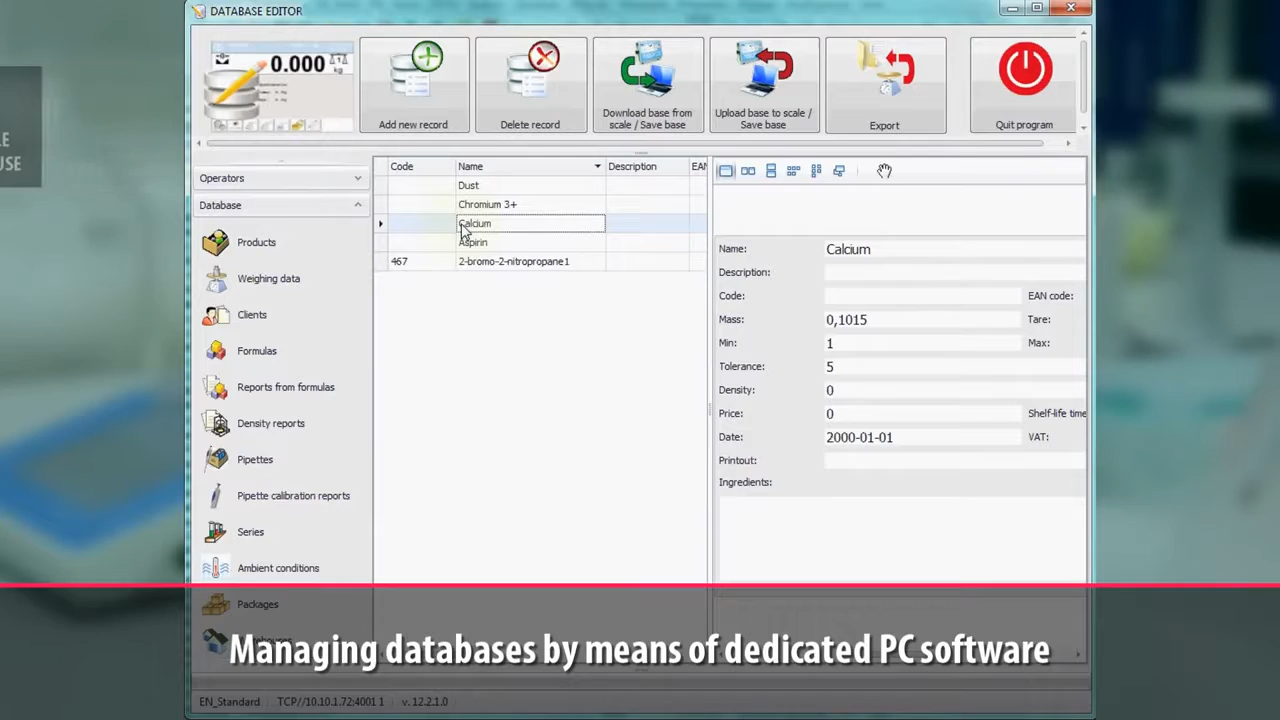 DATABASE EDITOR
LE
USE
0.000
kg
Add new record
Delete record
Download base from
scale / Save base
Upload base to scale /
Save base
Export
Quit program
Operators
Database
Products
Weighing data
Clients
Formulas
Reports from formulas
Density reports
Pipettes
Pipette calibration reports
Series
Ambient conditions
Packages
Code Name Description EAN
Dust
Chromium 3+
Calcium
Aspirin
467 2-bromo-2-nitropropane1
Name: Calcium
Description:
Code: EAN code:
Mass: 0,1015 Tare:
Min: 1 Max:
Tolerance: 5
Density: 0
Price: 0 Shelf-life time
Date: 2000-01-01 VAT:
Printout:
Ingredients:
Managing databases by means of dedicated PC software
EN_Standard TCP//10.10.1.72:4001 1 v. 12.2.1.0